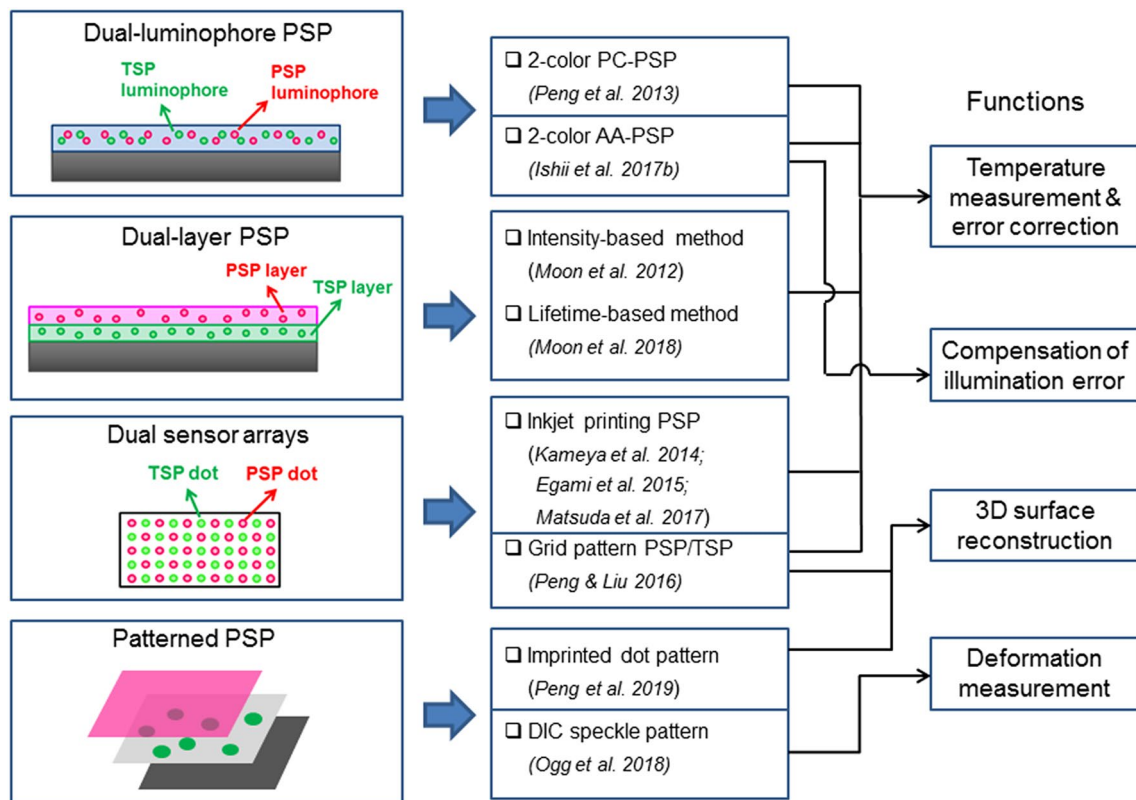 Dual-luminophore PSP
TSP
luminophore
PSP
luminophore
❑ 2-color PC-PSP
(Peng et al. 2013)
❑ 2-color AA-PSP
(Ishii et al. 2017b)
Dual-layer PSP
PSP layer
TSP layer
❑ Intensity-based method
(Moon et al. 2012)
❑ Lifetime-based method
(Moon et al. 2018)
Dual sensor arrays
TSP dot
PSP dot
❑ Inkjet printing PSP
(Kameya et al. 2014;
Egami et al. 2015;
Matsuda et al. 2017)
❑ Grid pattern PSP/TSP
(Peng & Liu 2016)
Patterned PSP
❑ Imprinted dot pattern
(Peng et al. 2019)
❑ DIC speckle pattern
(Ogg et al. 2018)
Functions
Temperature
measurement &
error correction
Compensation of
illumination error
3D surface
reconstruction
Deformation
measurement